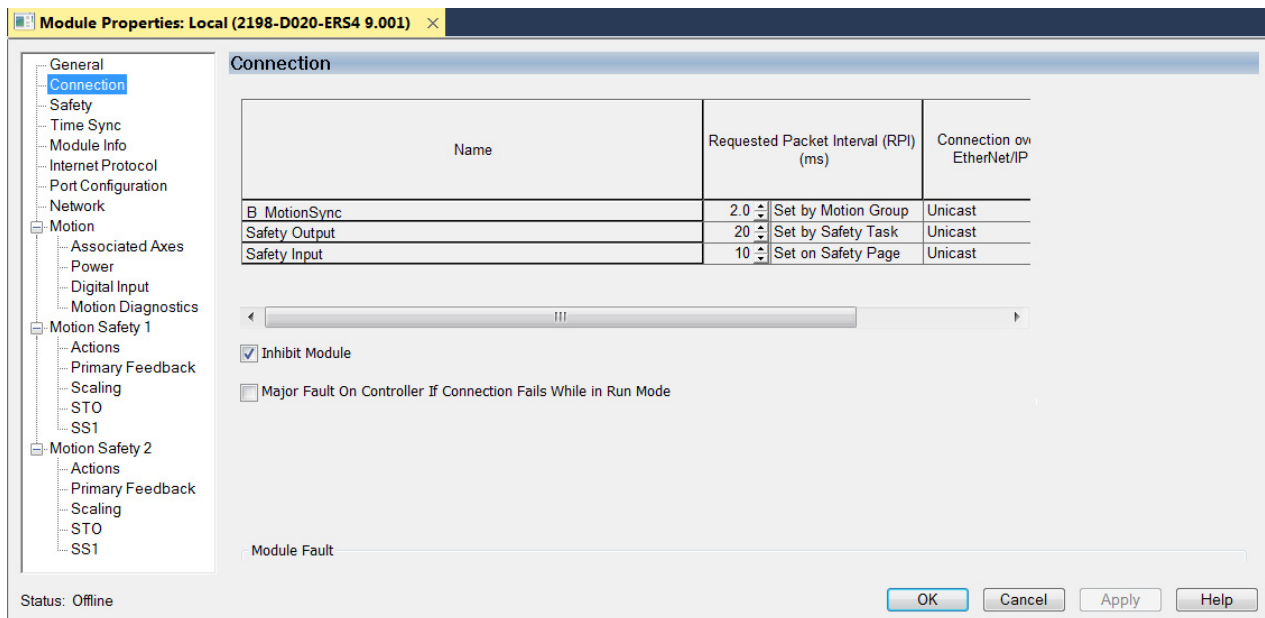 Module Properties: Local (2198-D020-ERS4 9.001) ×
General
Connection
Safety
Time Sync
Module Info
Internet Protocol
Port Configuration
Network
Motion
Associated Axes
Power
Digital Input
Motion Diagnostics
Motion Safety 1
Actions
Primary Feedback
Scaling
STO
SS1
Motion Safety 2
Actions
Primary Feedback
Scaling
STO
SS1
Connection
Name
Requested Packet Interval (RPI)
(ms)
Connection
EtherNet/IP
B_MotionSync 2.0 Set by Motion Group Unicast
Safety Output 20 Set by Safety Task Unicast
Safety Input 10 Set on Safety Page Unicast
Inhibit Module
Major Fault On Controller If Connection Fails While in Run Mode
Module Fault
Status: Offline
OK Cancel Apply Help